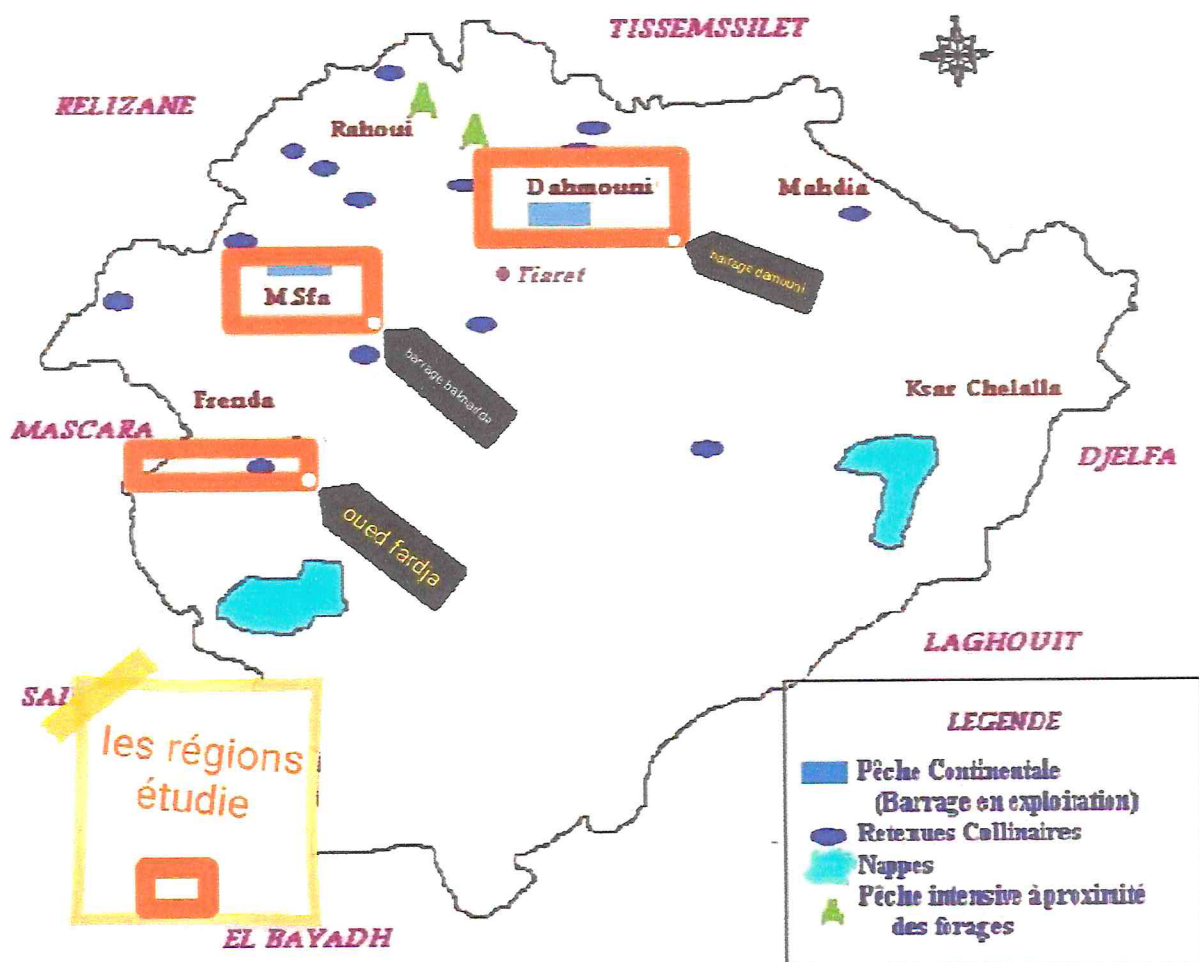 TISSEMSSILET
RELIZANE
Rahoui
Dahmouni
Mahdia
barrage damouni
Tiaret
M.Sfa
barrage bakhadda
Ksar Chelalla
Frenda
MASCARA
DJELFA
oued fardja
LAGHOUIT
SAI
les régions
étudie
LEGENDE
Pêche Continentale
(Barrage en exploitation)
Retenues Collinaires
Nappes
Pêche intensive àproximité
des forages
EL BAYADH